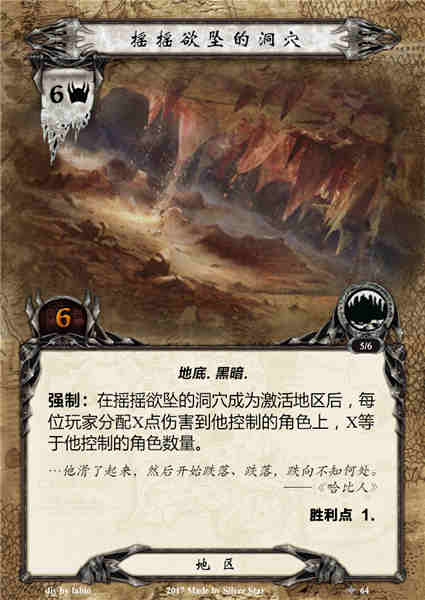 摇摇欲坠的洞穴
6
6
5/6
地底. 黑暗.
强制：在摇摇欲坠的洞穴成为激活地区后，每
位玩家分配X点伤害到他控制的角色上，X等
于他控制的角色数量。
…他滑了起来，然后开始跌落、跌落，跌向不知何处。
——《哈比人》
胜利点 1.
地区
diy by fabio
2017 Made by Silver Star
64